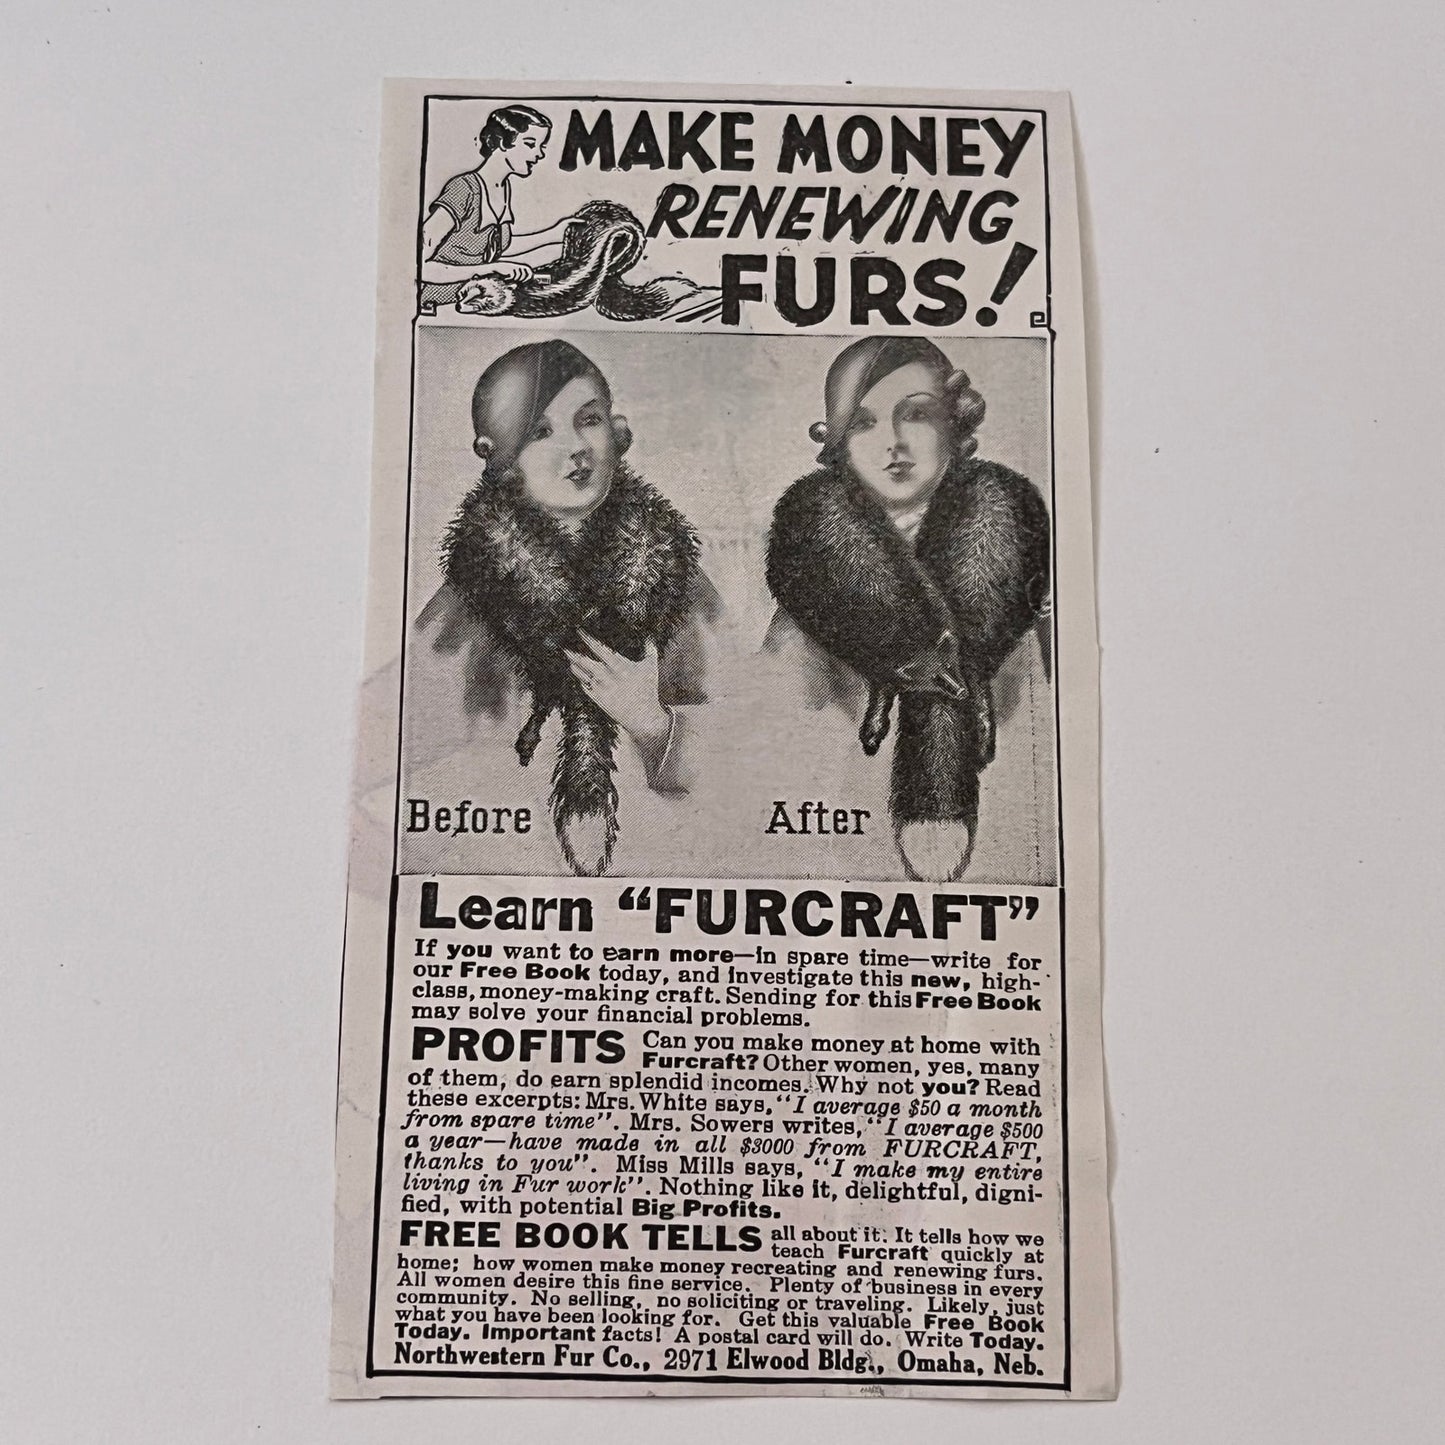 MAKE MONEY
RENEWING
FURS!
Before
After
Learn "FURCRAFT"
If you want to earn more—in spare time—write for
our Free Book today, and investigate this new, high-
class, money-making craft. Sending for this Free Book
may solve your financial problems.
PROFITS Can you make money at home with
Furcraft? Other women, yes, many
of them, do earn splendid incomes. Why not you? Read
these excerpts: Mrs. White says, "I average $50 a month
from spare time". Mrs. Sowers writes, "I average $500
a year—have made in all $3000 from FURCRAFT,
thanks to you". Miss Mills says, "I make my entire
living in Fur work". Nothing like it, delightful, digni-
fied, with potential Big Profits.
FREE BOOK TELLS all about it. It tells how we
teach Furcraft quickly at
home; how women make money recreating and renewing furs.
All women desire this fine service. Plenty of business in every
community. No selling, no soliciting or traveling. Likely, just
what you have been looking for. Get this valuable Free Book
Today. Important facts! A postal card will do. Write Today.
Northwestern Fur Co., 2971 Elwood Bldg., Omaha, Neb.